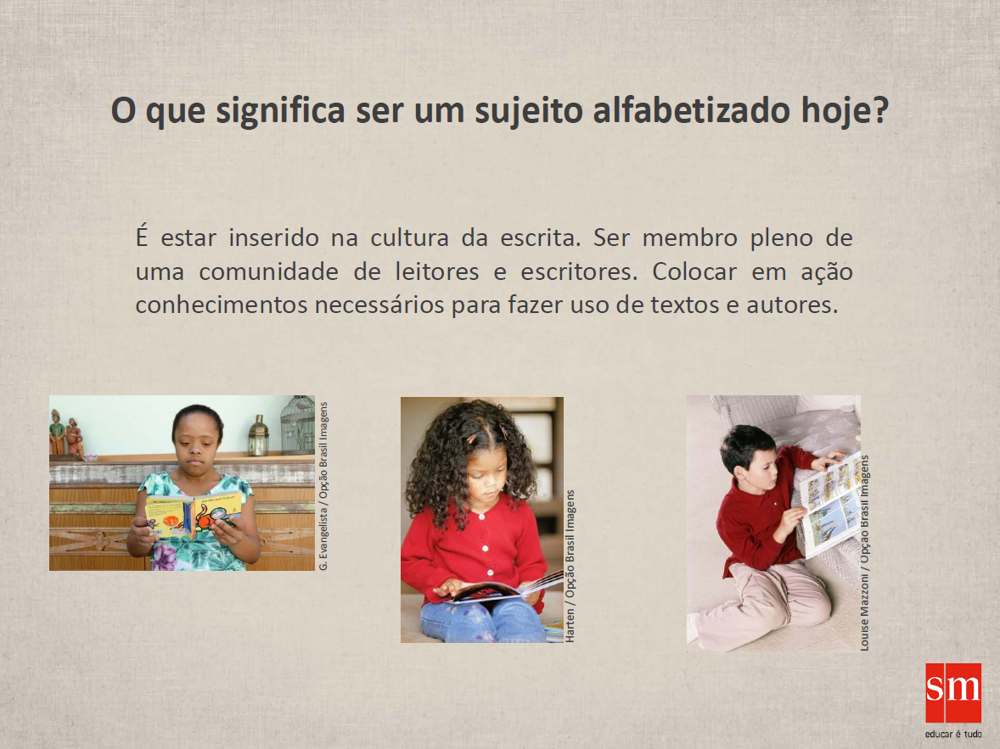 O que significa ser um sujeito alfabetizado hoje?
É estar inserido na cultura da escrita. Ser membro pleno de
uma comunidade de leitores e escritores. Colocar em ação
conhecimentos necessários para fazer uso de textos e autores.
G. Evangelista / Opção Brasil Imagens
Harten / Opção Brasil Imagens
Louise Mazzoni / Opção Brasil Imagens
sm
educar é tudo